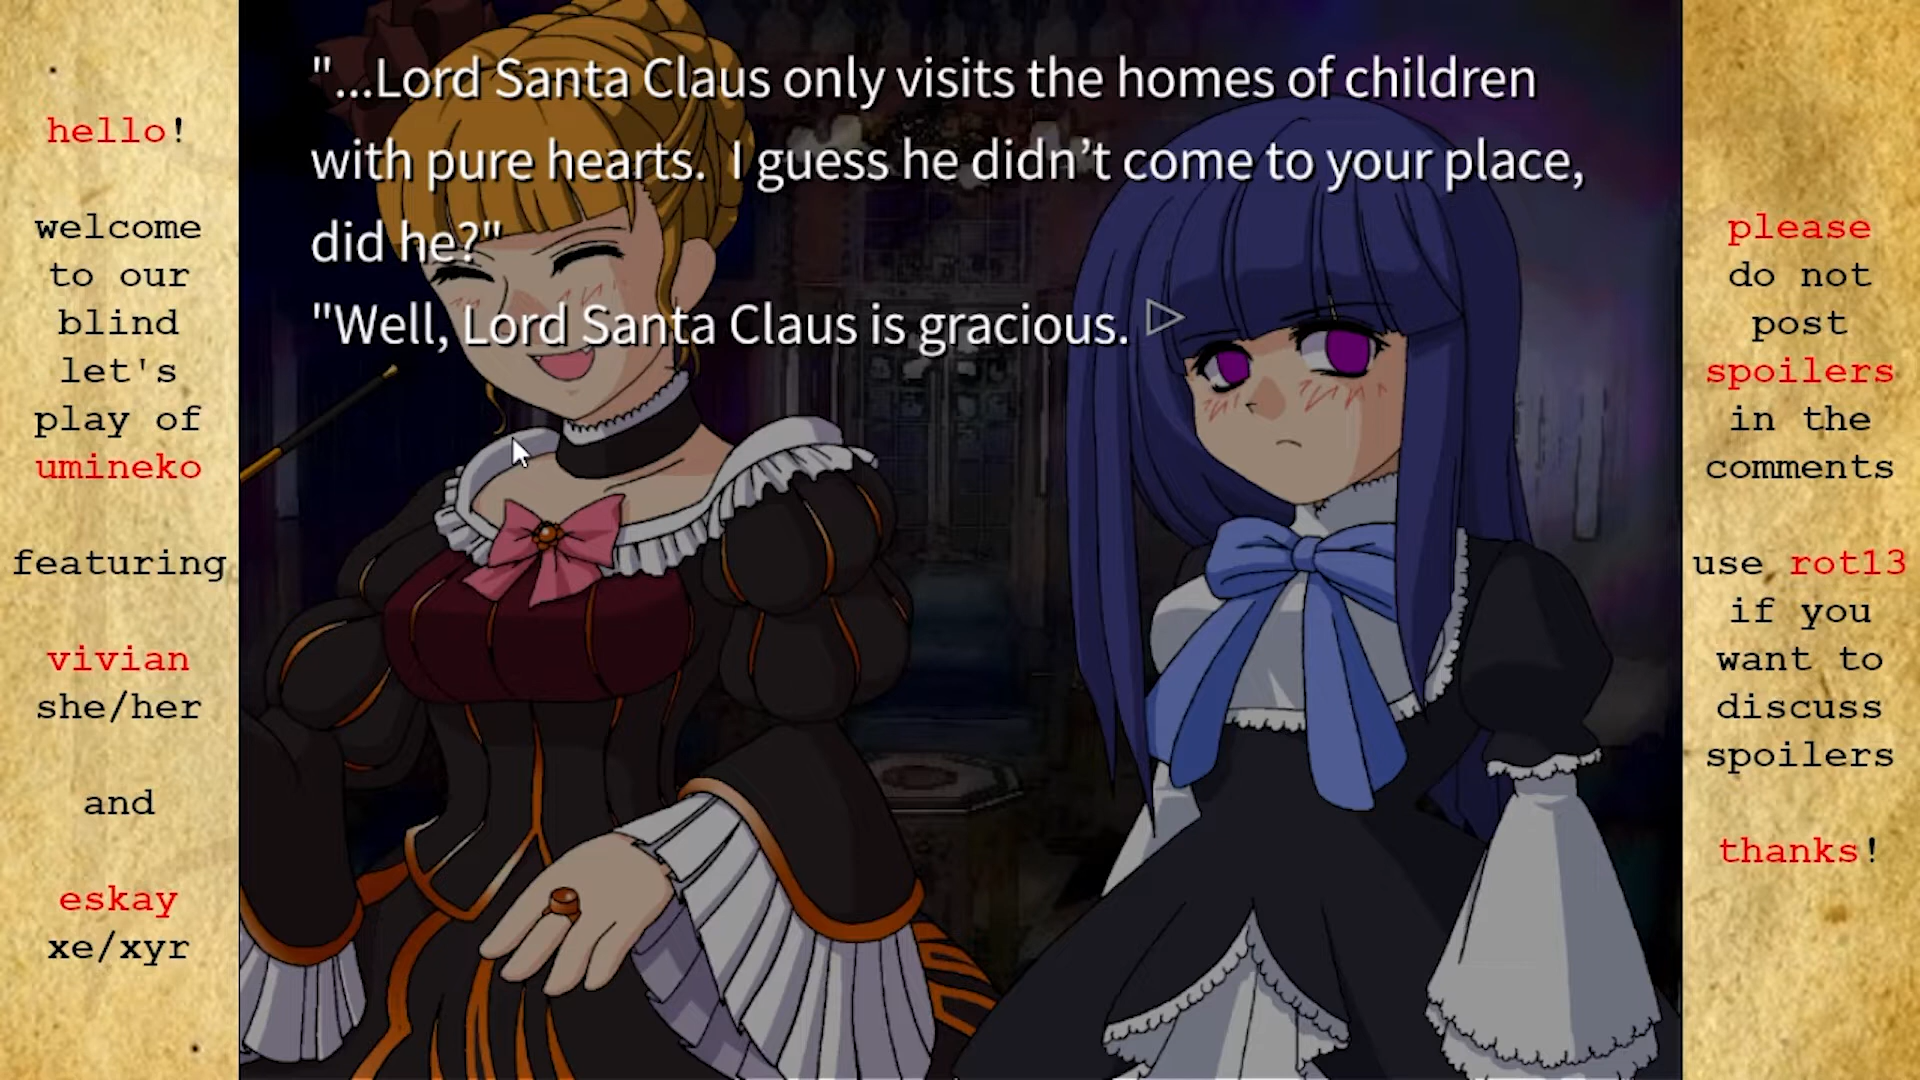 hello!
welcome
to our
blind
let's
play of
umineko
featuring
vivian
she/her
and
eskay
xe/xyr
"...Lord Santa Claus only visits the homes of children
with pure hearts.  I guess he didn't come to your place,
did he?"
"Well, Lord Santa Claus is gracious.
please
do not
post
spoilers
in the
comments
use rot13
if you
want to
discuss
spoilers
thanks!